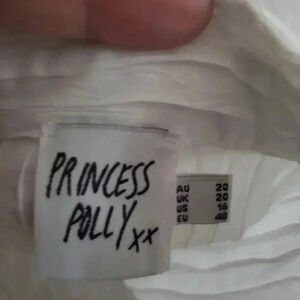 PRINCESS
POLLY xx
AU 20
UK 20
US 16
EU 48